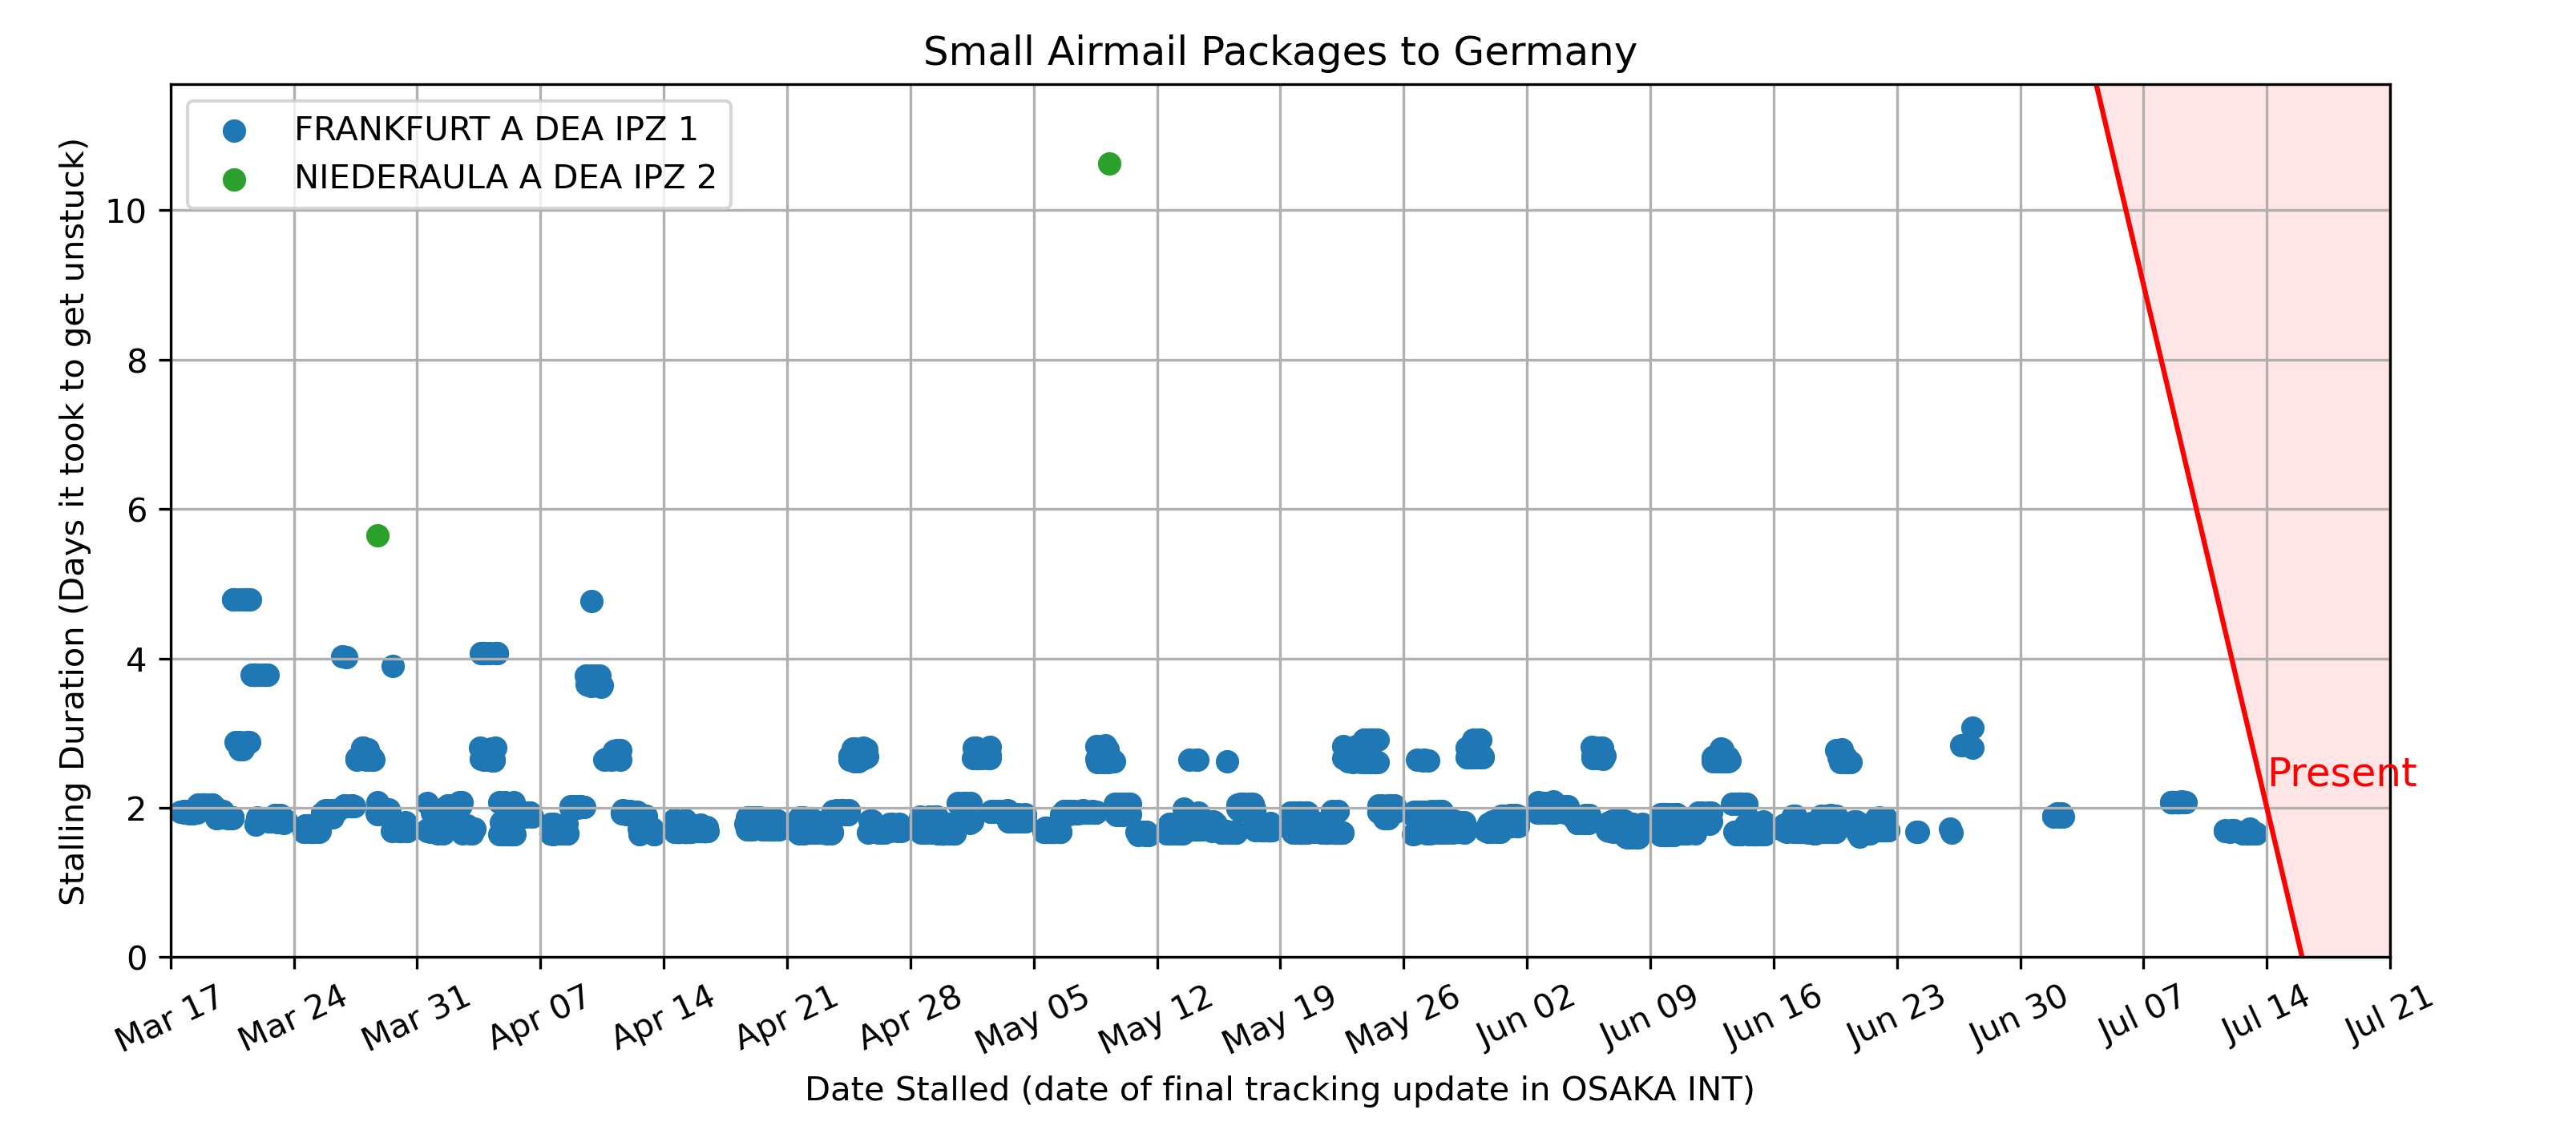 Small Airmail Packages to Germany
FRANKFURT A DEA IPZ 1
NIEDERAULA A DEA IPZ 2
Stalling Duration (Days it took to get unstuck)
10
8
6
4
2
0
Present
Mar 17
Mar 24
Mar 31
Apr 07
Apr 14
Apr 21
Apr 28
May 05
May 12
May 19
May 26
Jun 02
Jun 09
Jun 16
Jun 23
Jun 30
Jul 07
Jul 14
Jul 21
Date Stalled (date of final tracking update in OSAKA INT)